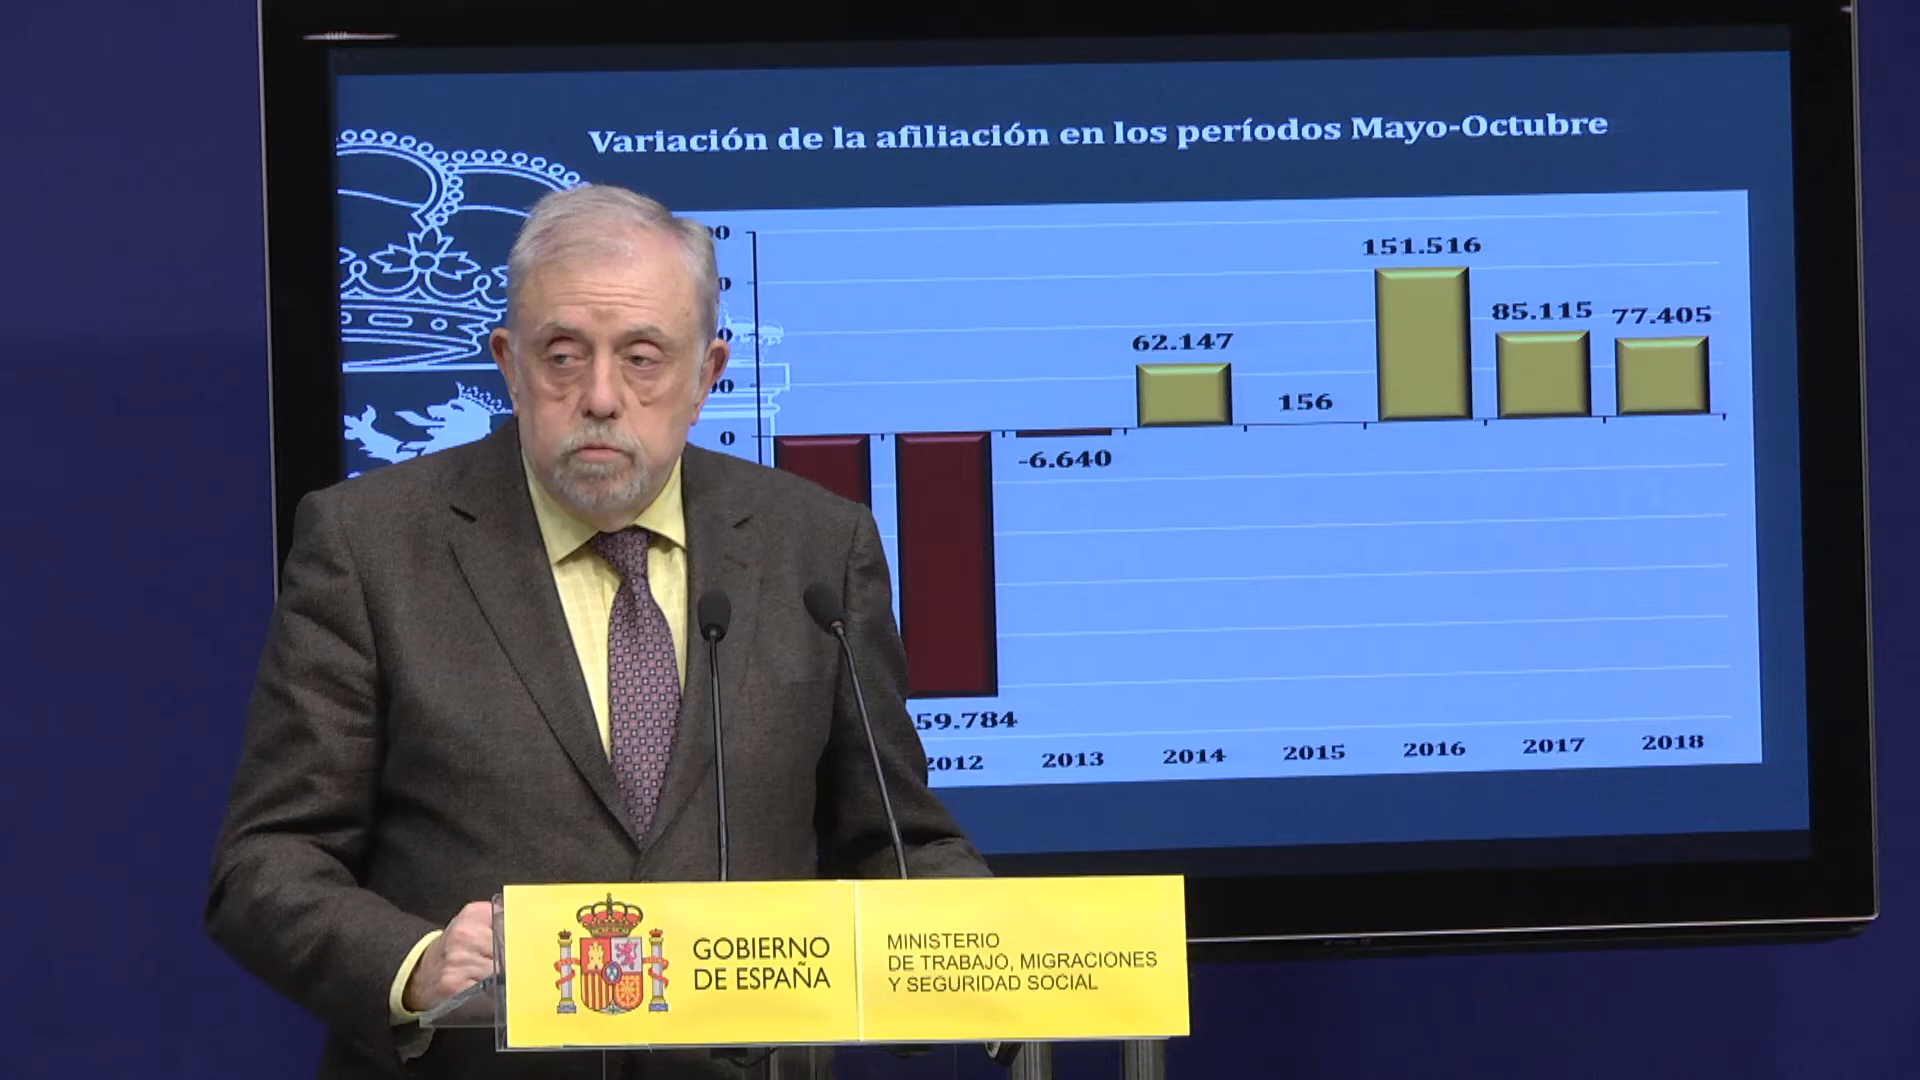 Variación de la afiliación en los períodos Mayo-Octubre
151.516
85.115
77.405
62.147
156
0
-6.640
59.784
2012
2013
2014
2015
2016
2017
2018
GOBIERNO
DE ESPAÑA
MINISTERIO
DE TRABAJO, MIGRACIONES
Y SEGURIDAD SOCIAL